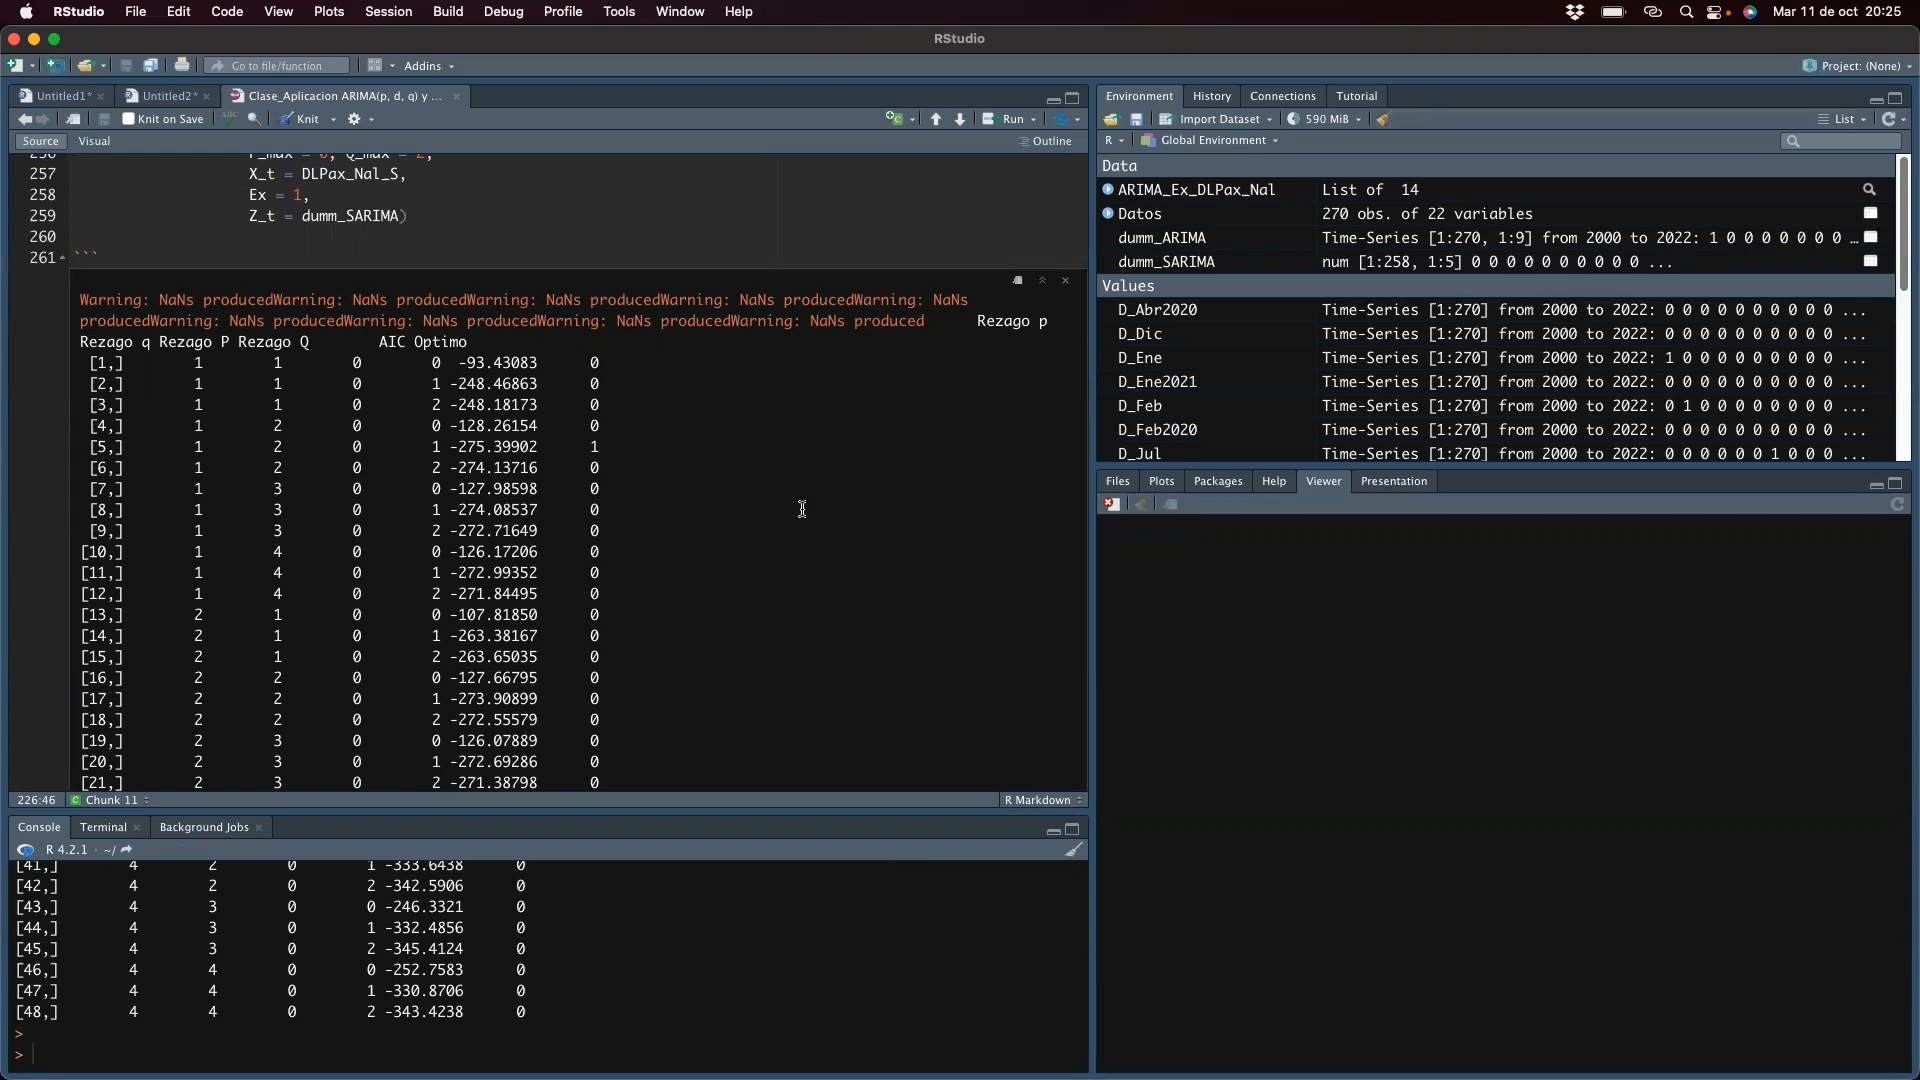 RStudio File Edit Code View Plots Session Build Debug Profile Tools Window Help Mar 11 de oct 20:25
RStudio
Go to file/function Addins Project: (None)
Untitled1* Untitled2* Clase_Aplicacion ARIMA(p, d, q) y ...
Knit on Save ABC Knit Run
Source Visual Outline
257 X_t = DLPax_Nal_S,
258 Ex = 1,
259 Z_t = dumm_SARIMA)
260
261 ```
Warning: NaNs producedWarning: NaNs producedWarning: NaNs producedWarning: NaNs producedWarning: NaNs
producedWarning: NaNs producedWarning: NaNs producedWarning: NaNs producedWarning: NaNs produced Rezago p
Rezago q Rezago P Rezago Q AIC Optimo
[1,] 1 1 0 0 -93.43083 0
[2,] 1 1 0 1 -248.46863 0
[3,] 1 1 0 2 -248.18173 0
[4,] 1 2 0 0 -128.26154 0
[5,] 1 2 0 1 -275.39902 1
[6,] 1 2 0 2 -274.13716 0
[7,] 1 3 0 0 -127.98598 0
[8,] 1 3 0 1 -274.08537 0
[9,] 1 3 0 2 -272.71649 0
[10,] 1 4 0 0 -126.17206 0
[11,] 1 4 0 1 -272.99352 0
[12,] 1 4 0 2 -271.84495 0
[13,] 2 1 0 0 -107.81850 0
[14,] 2 1 0 1 -263.38167 0
[15,] 2 1 0 2 -263.65035 0
[16,] 2 2 0 0 -127.66795 0
[17,] 2 2 0 1 -273.90899 0
[18,] 2 2 0 2 -272.55579 0
[19,] 2 3 0 0 -126.07889 0
[20,] 2 3 0 1 -272.69286 0
[21,] 2 3 0 2 -271.38798 0
226:46 C Chunk 11 R Markdown
Console Terminal Background Jobs
R 4.2.1 · ~/
[41,] 4 2 0 1 -333.6438 0
[42,] 4 2 0 2 -342.5906 0
[43,] 4 3 0 0 -246.3321 0
[44,] 4 3 0 1 -332.4856 0
[45,] 4 3 0 2 -345.4124 0
[46,] 4 4 0 0 -252.7583 0
[47,] 4 4 0 1 -330.8706 0
[48,] 4 4 0 2 -343.4238 0
>
>
Environment History Connections Tutorial
Import Dataset 590 MiB List
R Global Environment
Data
ARIMA_Ex_DLPax_Nal List of 14
Datos 270 obs. of 22 variables
dumm_ARIMA Time-Series [1:270, 1:9] from 2000 to 2022: 1 0 0 0 0 0 0 0 …
dumm_SARIMA num [1:258, 1:5] 0 0 0 0 0 0 0 0 0 0 ...
Values
D_Abr2020 Time-Series [1:270] from 2000 to 2022: 0 0 0 0 0 0 0 0 0 ...
D_Dic Time-Series [1:270] from 2000 to 2022: 0 0 0 0 0 0 0 0 0 ...
D_Ene Time-Series [1:270] from 2000 to 2022: 1 0 0 0 0 0 0 0 0 ...
D_Ene2021 Time-Series [1:270] from 2000 to 2022: 0 0 0 0 0 0 0 0 0 ...
D_Feb Time-Series [1:270] from 2000 to 2022: 0 1 0 0 0 0 0 0 0 ...
D_Feb2020 Time-Series [1:270] from 2000 to 2022: 0 0 0 0 0 0 0 0 0 ...
D_Jul Time-Series [1:270] from 2000 to 2022: 0 0 0 0 0 0 1 0 0 ...
Files Plots Packages Help Viewer Presentation